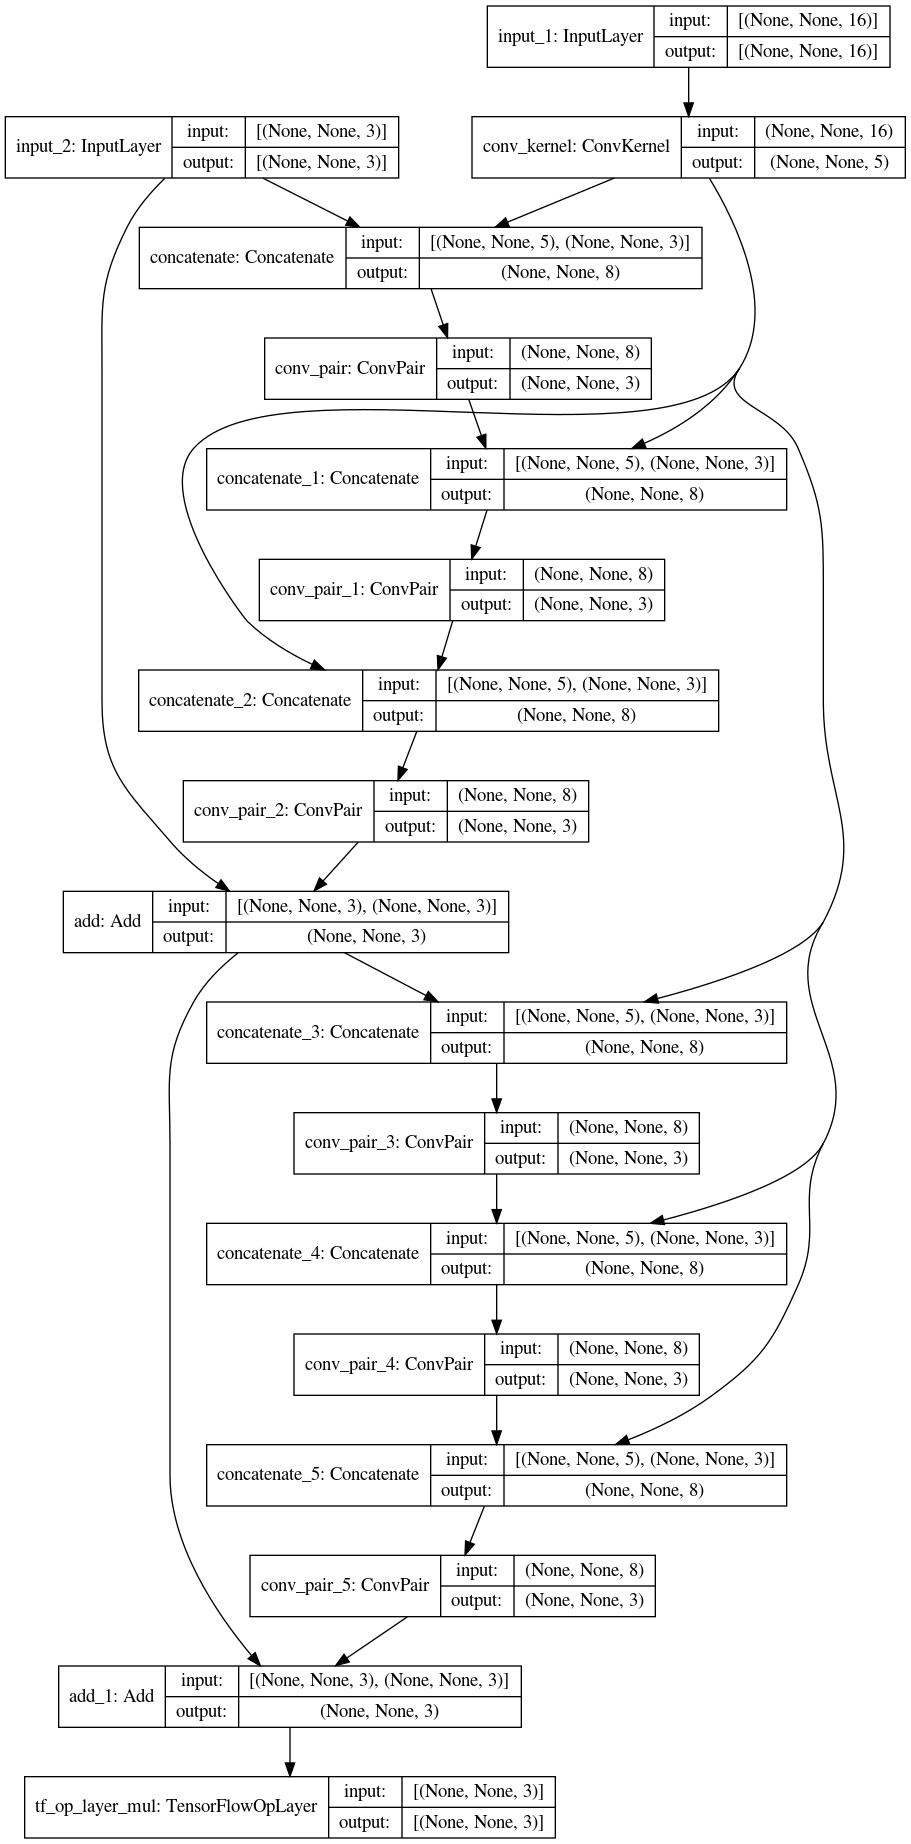 input_1: InputLayer
input: [(None, None, 16)]
output: [(None, None, 16)]
input_2: InputLayer
input: [(None, None, 3)]
output: [(None, None, 3)]
conv_kernel: ConvKernel
input: (None, None, 16)
output: (None, None, 5)
concatenate: Concatenate
input: [(None, None, 5), (None, None, 3)]
output: (None, None, 8)
conv_pair: ConvPair
input: (None, None, 8)
output: (None, None, 3)
concatenate_1: Concatenate
input: [(None, None, 5), (None, None, 3)]
output: (None, None, 8)
conv_pair_1: ConvPair
input: (None, None, 8)
output: (None, None, 3)
concatenate_2: Concatenate
input: [(None, None, 5), (None, None, 3)]
output: (None, None, 8)
conv_pair_2: ConvPair
input: (None, None, 8)
output: (None, None, 3)
add: Add
input: [(None, None, 3), (None, None, 3)]
output: (None, None, 3)
concatenate_3: Concatenate
input: [(None, None, 5), (None, None, 3)]
output: (None, None, 8)
conv_pair_3: ConvPair
input: (None, None, 8)
output: (None, None, 3)
concatenate_4: Concatenate
input: [(None, None, 5), (None, None, 3)]
output: (None, None, 8)
conv_pair_4: ConvPair
input: (None, None, 8)
output: (None, None, 3)
concatenate_5: Concatenate
input: [(None, None, 5), (None, None, 3)]
output: (None, None, 8)
conv_pair_5: ConvPair
input: (None, None, 8)
output: (None, None, 3)
add_1: Add
input: [(None, None, 3), (None, None, 3)]
output: (None, None, 3)
tf_op_layer_mul: TensorFlowOpLayer
input: [(None, None, 3)]
output: [(None, None, 3)]